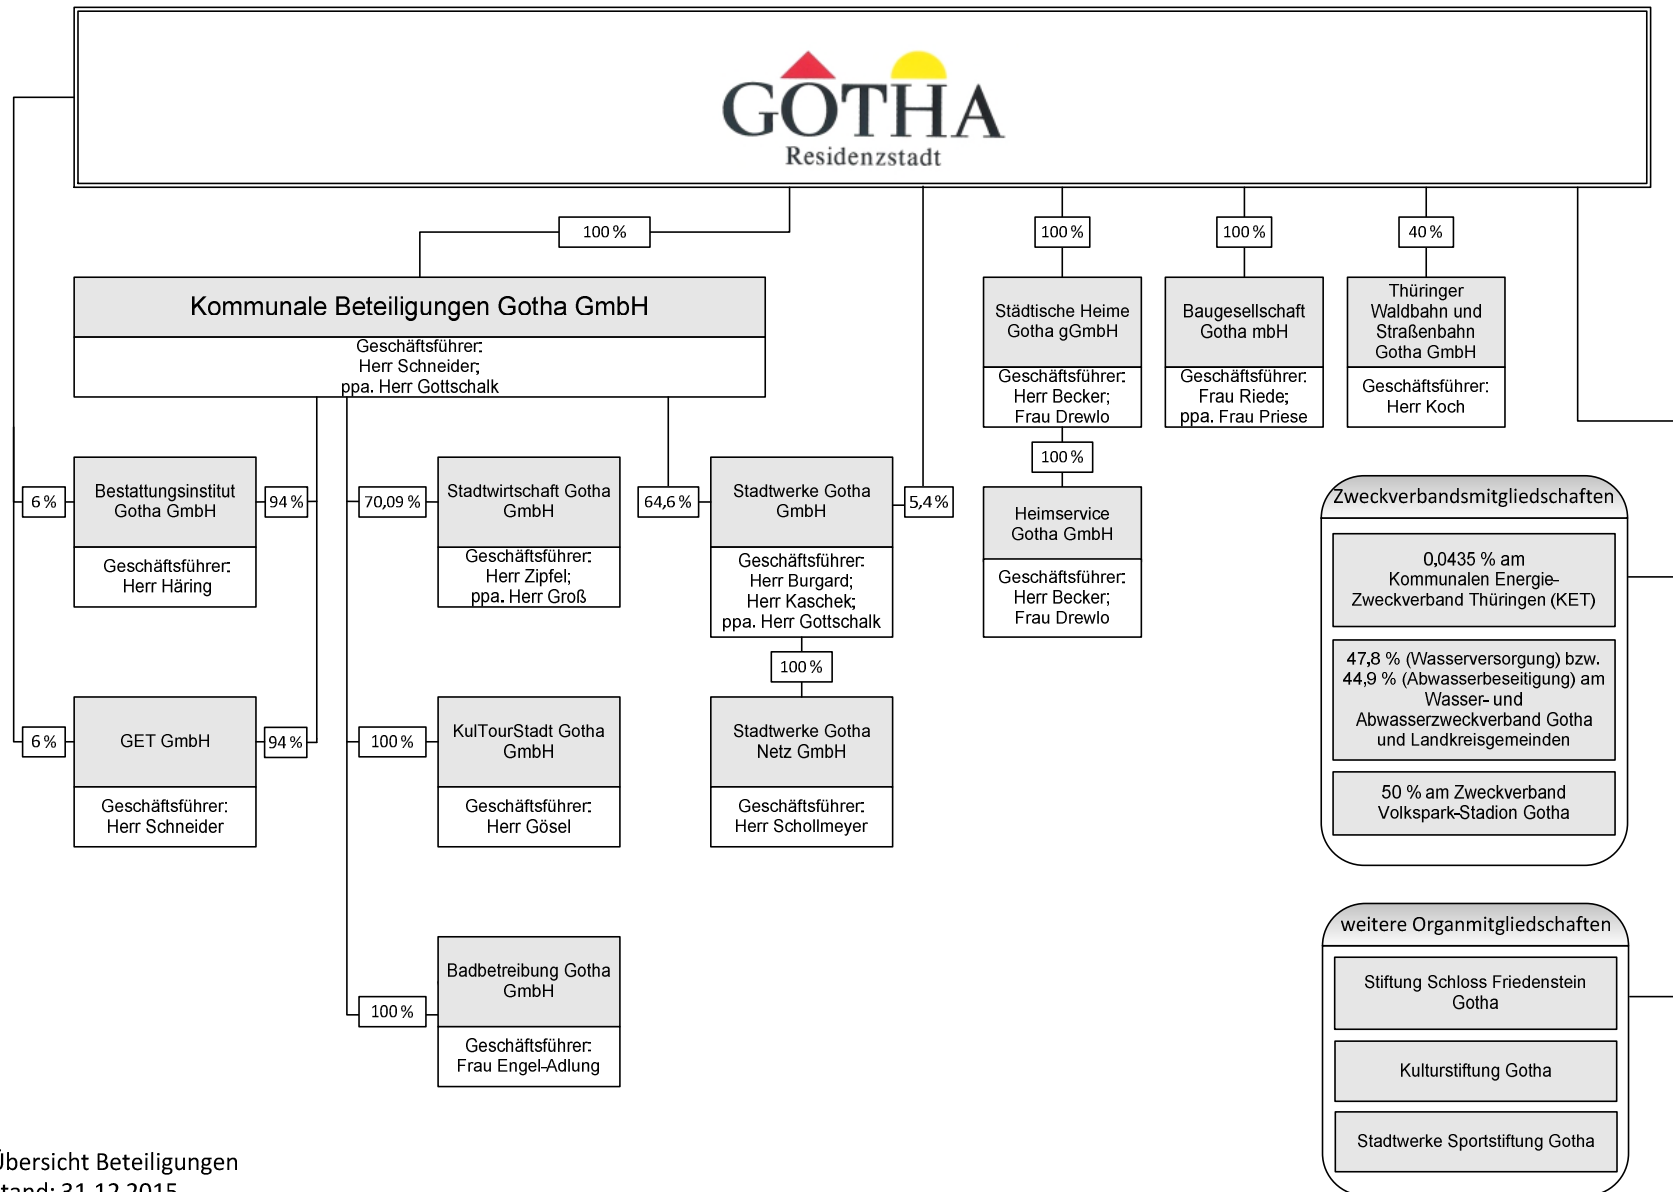 GOTHA
Residenzstadt
100 %
100 %
100 %
40 %
Kommunale Beteiligungen Gotha GmbH
Geschäftsführer:
Herr Schneider;
ppa. Herr Gottschalk
Städtische Heime
Gotha gGmbH
Geschäftsführer:
Herr Becker;
Frau Drewlo
Baugesellschaft
Gotha mbH
Geschäftsführer:
Frau Riede;
ppa. Frau Priese
Thüringer
Waldbahn und
Straßenbahn
Gotha GmbH
Geschäftsführer:
Herr Koch
6 %
Bestattungsinstitut
Gotha GmbH
Geschäftsführer:
Herr Häring
94 %
70,09 %
Stadtwirtschaft Gotha
GmbH
Geschäftsführer:
Herr Zipfel;
ppa. Herr Groß
64,6 %
Stadtwerke Gotha
GmbH
Geschäftsführer:
Herr Burgard;
Herr Kaschek;
ppa. Herr Gottschalk
5,4 %
100 %
Heimservice
Gotha GmbH
Geschäftsführer:
Herr Becker;
Frau Drewlo
6 %
GET GmbH
Geschäftsführer:
Herr Schneider
94 %
100 %
KulTourStadt Gotha
GmbH
Geschäftsführer:
Herr Gösel
100 %
Stadtwerke Gotha
Netz GmbH
Geschäftsführer:
Herr Schollmeyer
100 %
Badbetreibung Gotha
GmbH
Geschäftsführer:
Frau Engel-Adlung
Zweckverbandsmitgliedschaften
0,0435 % am
Kommunalen Energie-
Zweckverband Thüringen (KET)
47,8 % (Wasserversorgung) bzw.
44,9 % (Abwasserbeseitigung) am
Wasser- und
Abwasserzweckverband Gotha
und Landkreisgemeinden
50 % am Zweckverband
Volkspark-Stadion Gotha
weitere Organmitgliedschaften
Stiftung Schloss Friedenstein
Gotha
Kulturstiftung Gotha
Stadtwerke Sportstiftung Gotha
Übersicht Beteiligungen
tand: 31.12.2015